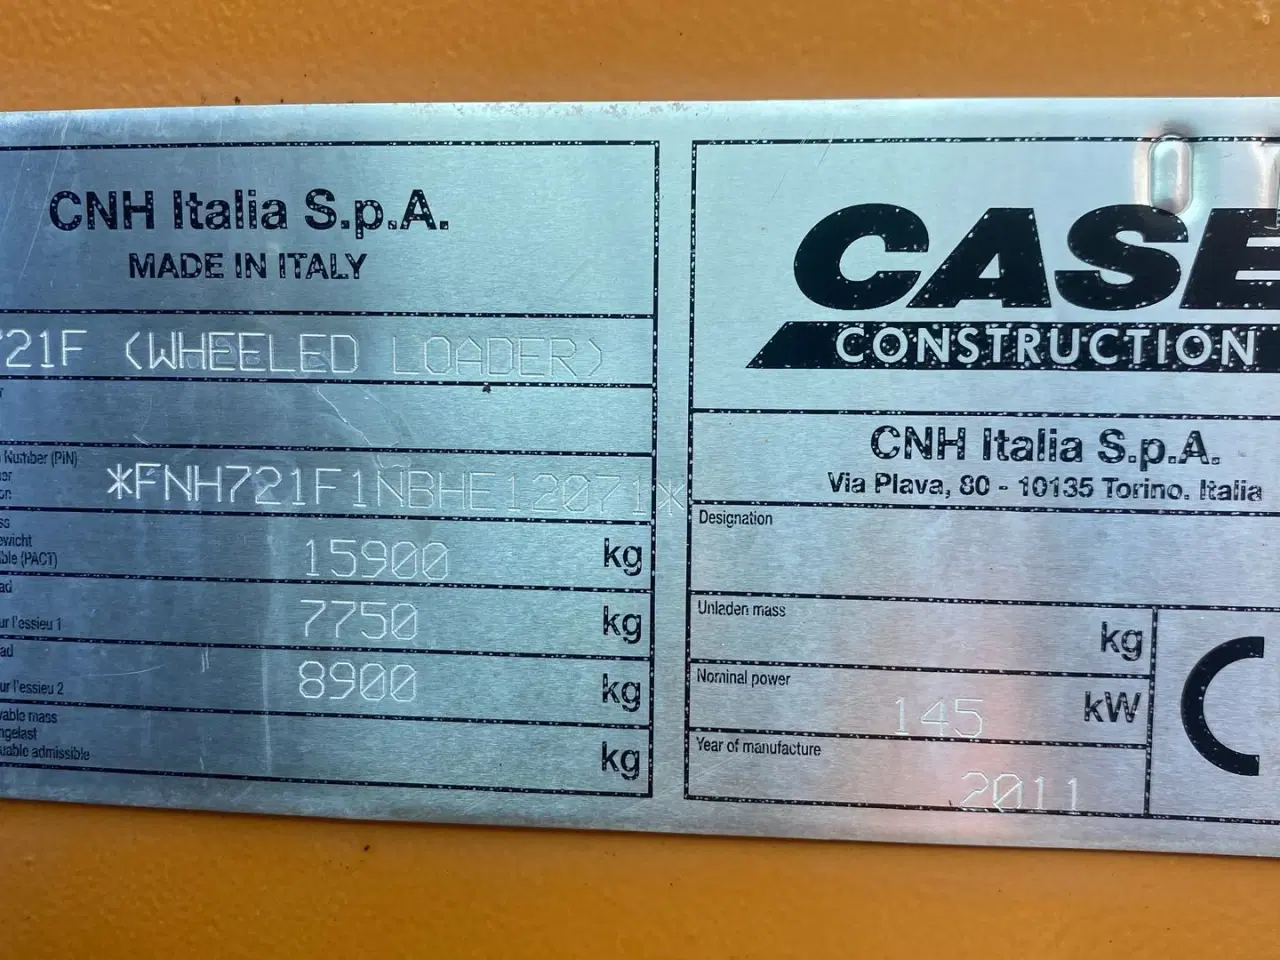 CNH Italia S.p.A.
MADE IN ITALY
721F (WHEELED LOADER)
Number (PIN)
*FNH721F1NBHE12071*
(PACT)
15900 kg
ur l'essieu 1
7750 kg
ur l'essieu 2
8900 kg
mass
admissible
kg
CASE
CONSTRUCTION
CNH Italia S.p.A.
Via Plava, 80 - 10135 Torino. Italia
Designation
Unladen mass
kg
Nominal power
145 kW
Year of manufacture
2011